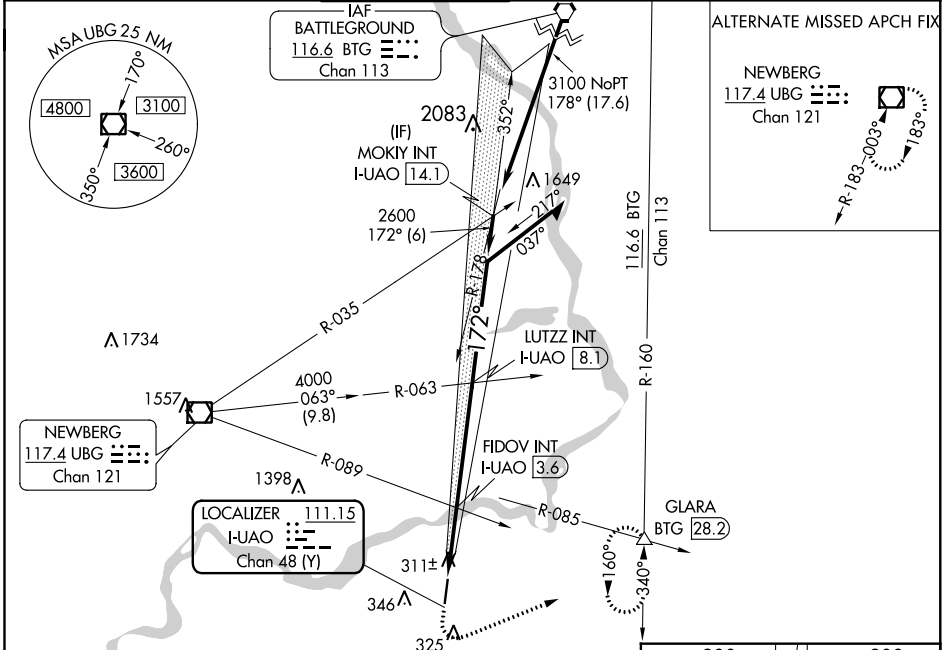 MSA UBG 25 NM
170°
4800
3100
260°
350°
3600
IAF
BATTLEGROUND
116.6 BTG
Chan 113
3100 NoPT
178° (17.6)
352°
2083
(IF)
MOKIY INT
I-UAO 14.1
1649
217°
037°
2600
172° (6)
R-178
172°
R-035
1734
LUTZZ INT
I-UAO 8.1
4000
063°
(9.8)
R-063
1557
NEWBERG
117.4 UBG
Chan 121
R-089
FIDOV INT
I-UAO 3.6
1398
LOCALIZER 111.15
I-UAO
Chan 48 (Y)
R-085
GLARA
BTG 28.2
160°
340°
311±
346
325
116.6 BTG
Chan 113
R-160
ALTERNATE MISSED APCH FIX
NEWBERG
117.4 UBG
Chan 121
R-183-003°
183°